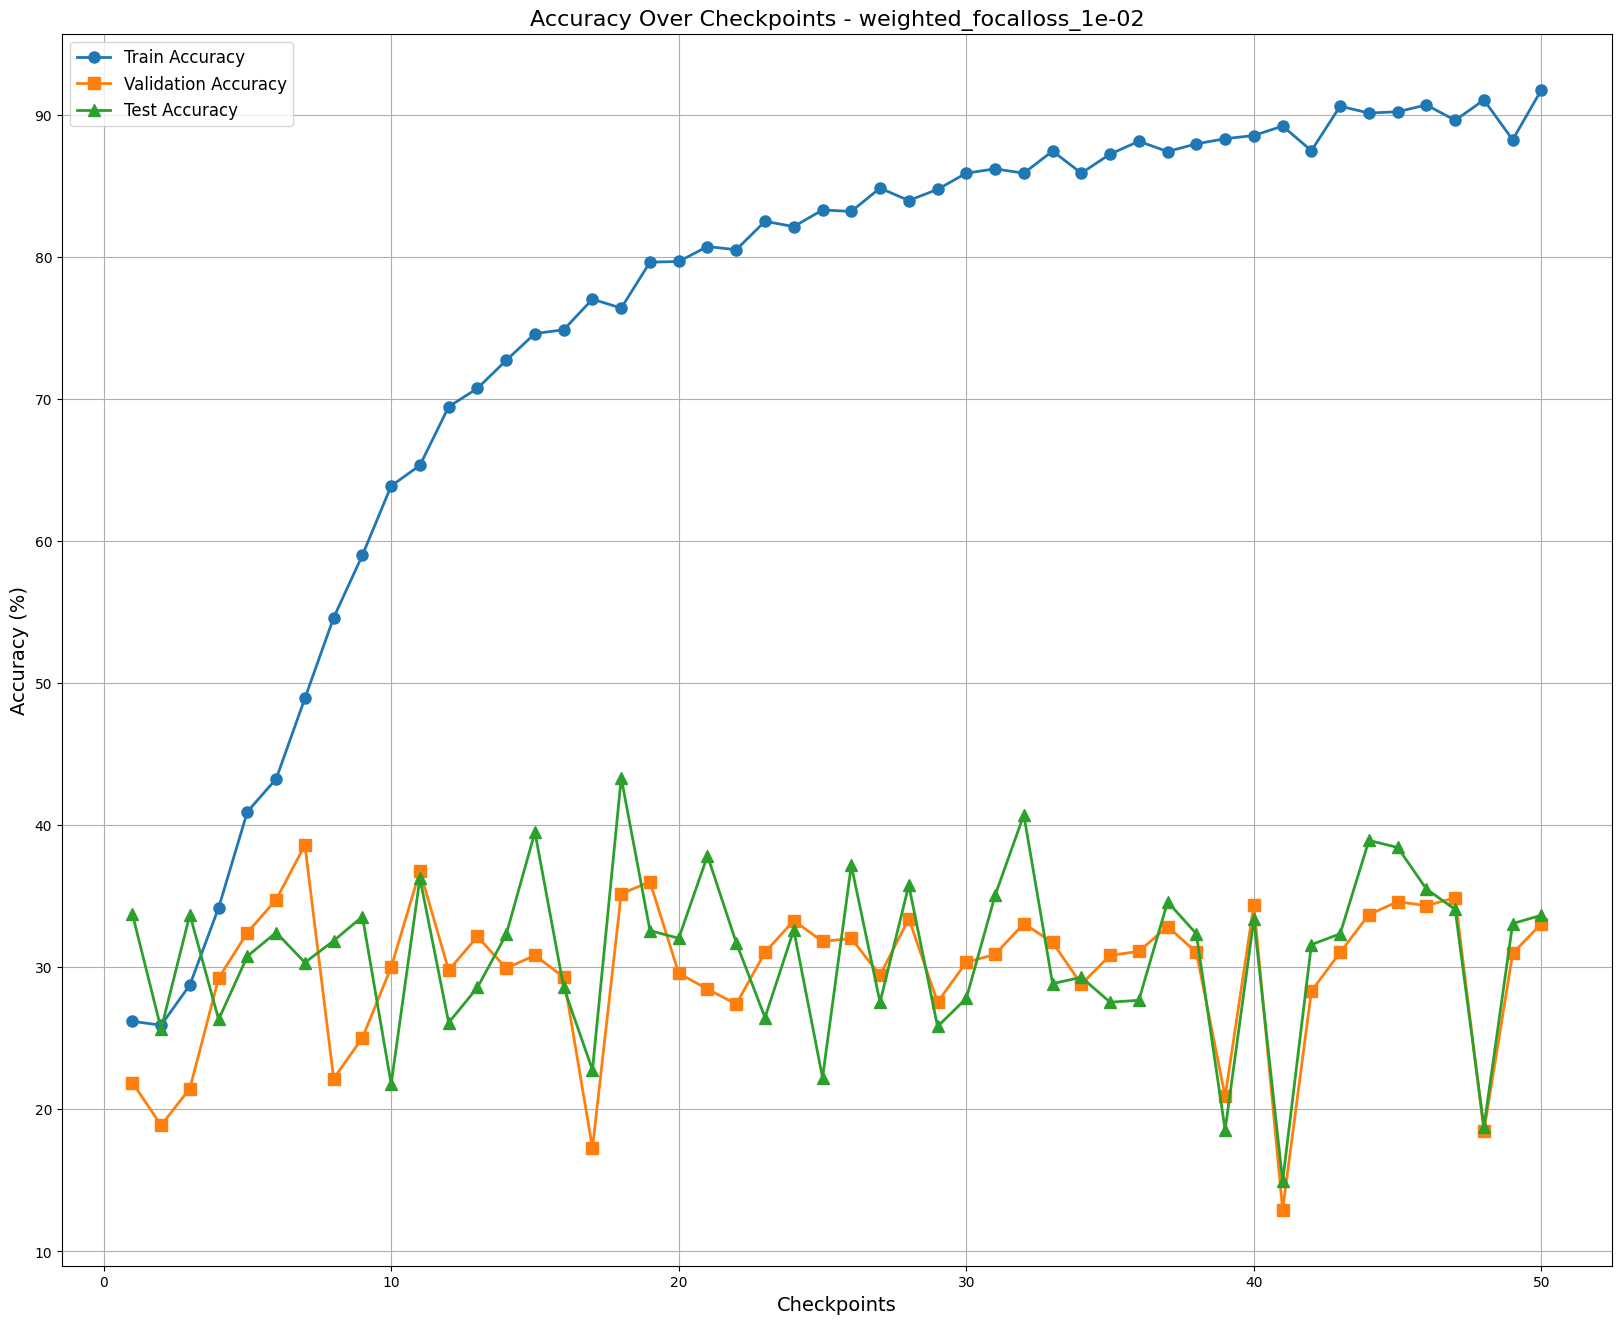 Accuracy Over Checkpoints - weighted_focalloss_1e-02
Train Accuracy
Validation Accuracy
Test Accuracy
Accuracy (%)
90
80
70
60
50
40
30
20
10
0 10 20 30 40 50
Checkpoints